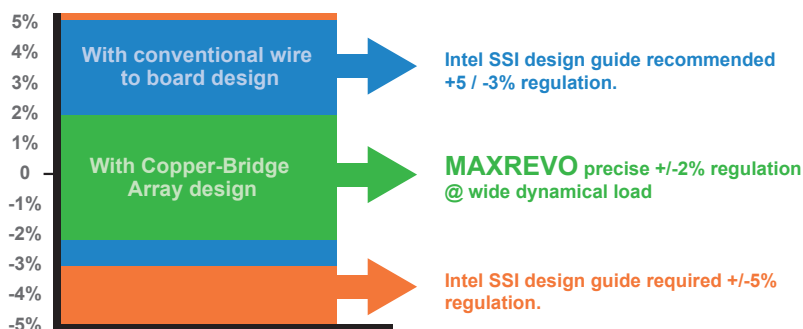 5%
4%
3%
2%
1%
0
-1%
-2%
-3%
-4%
-5%
With conventional wire
to board design
Intel SSI design guide recommended
+5 / -3% regulation.
With Copper-Bridge
Array design
MAXREVO precise +/-2% regulation
@ wide dynamical load
Intel SSI design guide required +/-5%
regulation.